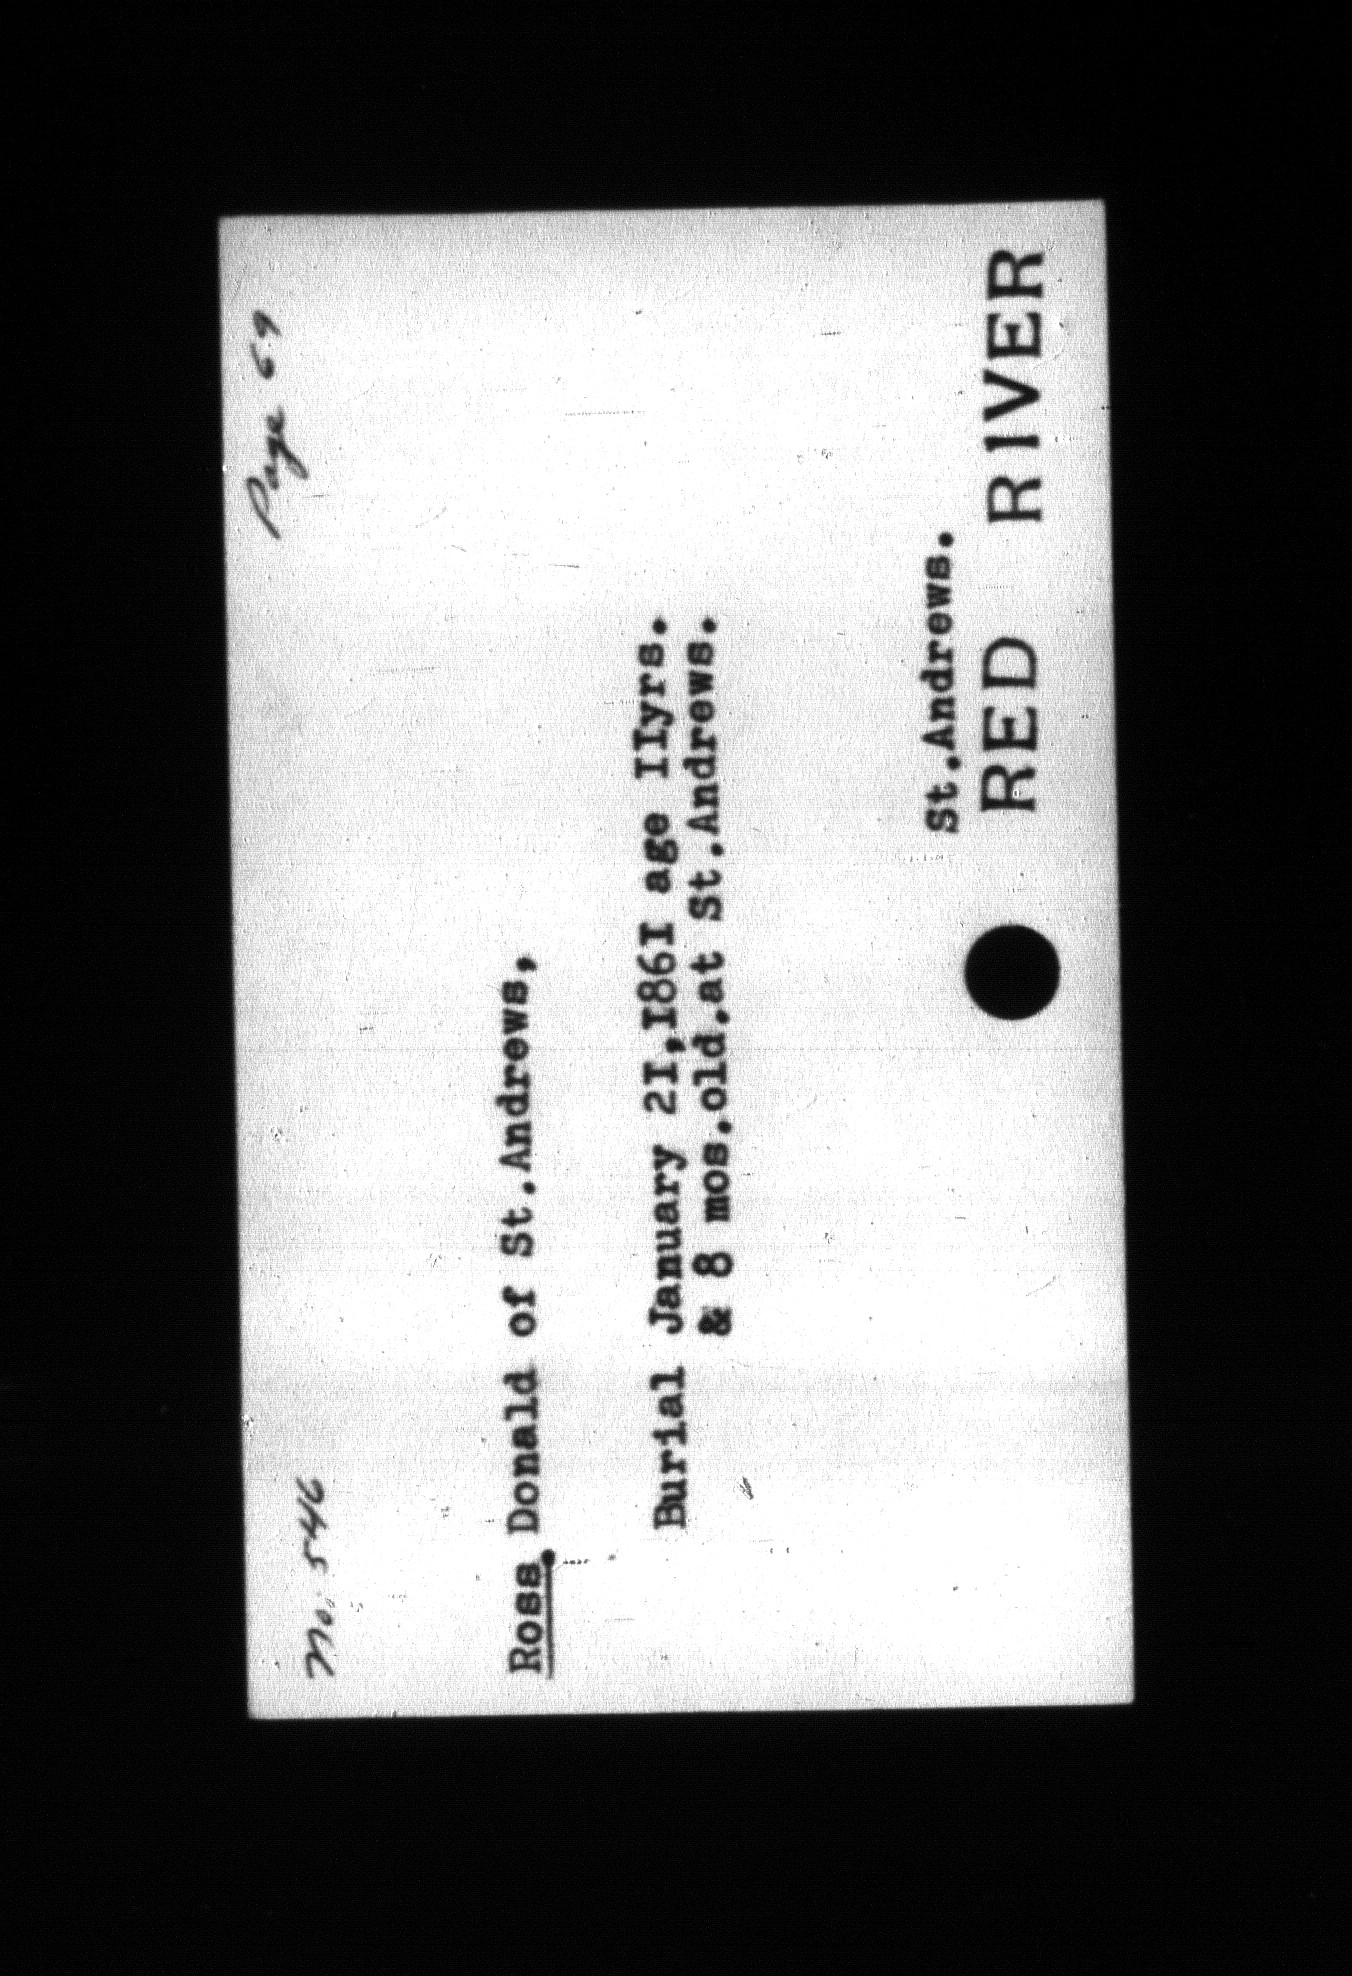 No. 546
Page 69
Ross, Donald of St.Andrews,
Burial January 2I,I86I age IIyrs.
& 8 mos.old.at St.Andrews.
St.Andrews.
RED RIVER